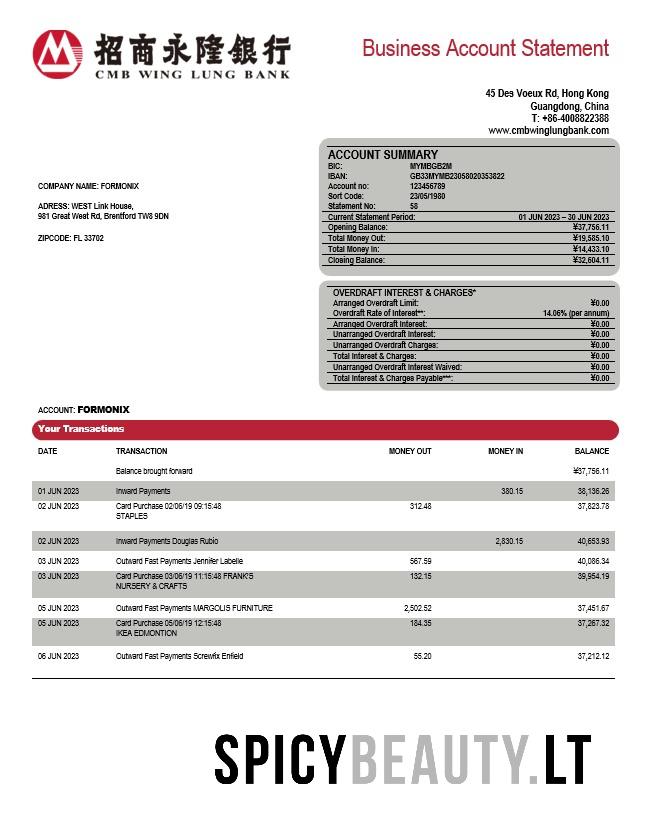 招商永隆銀行
CMB WING LUNG BANK
Business Account Statement
45 Des Voeux Rd, Hong Kong
Guangdong, China
T: +86-4008822388
www.cmbwinglungbank.com
COMPANY NAME: FORMONIX
ADRESS: WEST Link House,
981 Great West Rd, Brentford TW8 9DN
ZIPCODE: FL 33702
ACCOUNT SUMMARY
BIC: MYMBGB2M
IBAN: GB33MYMB23058020353822
Account no: 123456789
Sort Code: 23/05/1980
Statement No: 58
Current Statement Period: 01 JUN 2023 – 30 JUN 2023
Opening Balance: ¥37,756.11
Total Money Out: ¥19,585.10
Total Money In: ¥14,433.10
Closing Balance: ¥32,604.11
OVERDRAFT INTEREST & CHARGES*
Arranged Overdraft Limit: ¥0.00
Overdraft Rate of Interest**: 14.06% (per annum)
Arranged Overdraft Interest: ¥0.00
Unarranged Overdraft Interest: ¥0.00
Unarranged Overdraft Charges: ¥0.00
Total Interest & Charges: ¥0.00
Unarranged Overdraft Interest Waived: ¥0.00
Total Interest & Charges Payable***: ¥0.00
ACCOUNT: FORMONIX
Your Transactions
DATE TRANSACTION MONEY OUT MONEY IN BALANCE
Balance brought forward ¥37,756.11
01 JUN 2023 Inward Payments 380.15 38,136.26
02 JUN 2023 Card Purchase 02/06/19 09:15:48 312.48 37,823.78
STAPLES
02 JUN 2023 Inward Payments Douglas Rubio 2,830.15 40,653.93
03 JUN 2023 Outward Fast Payments Jennifer Labelle 567.59 40,086.34
03 JUN 2023 Card Purchase 03/06/19 11:15:48 FRANK'S 132.15 39,954.19
NURSERY & CRAFTS
05 JUN 2023 Outward Fast Payments MARGOLIS FURNITURE 2,502.52 37,451.67
05 JUN 2023 Card Purchase 05/06/19 12:15:48 184.35 37,267.32
IKEA EDMONTION
06 JUN 2023 Outward Fast Payments Screwfix Enfield 55.20 37,212.12
SPICYBEAUTY.LT